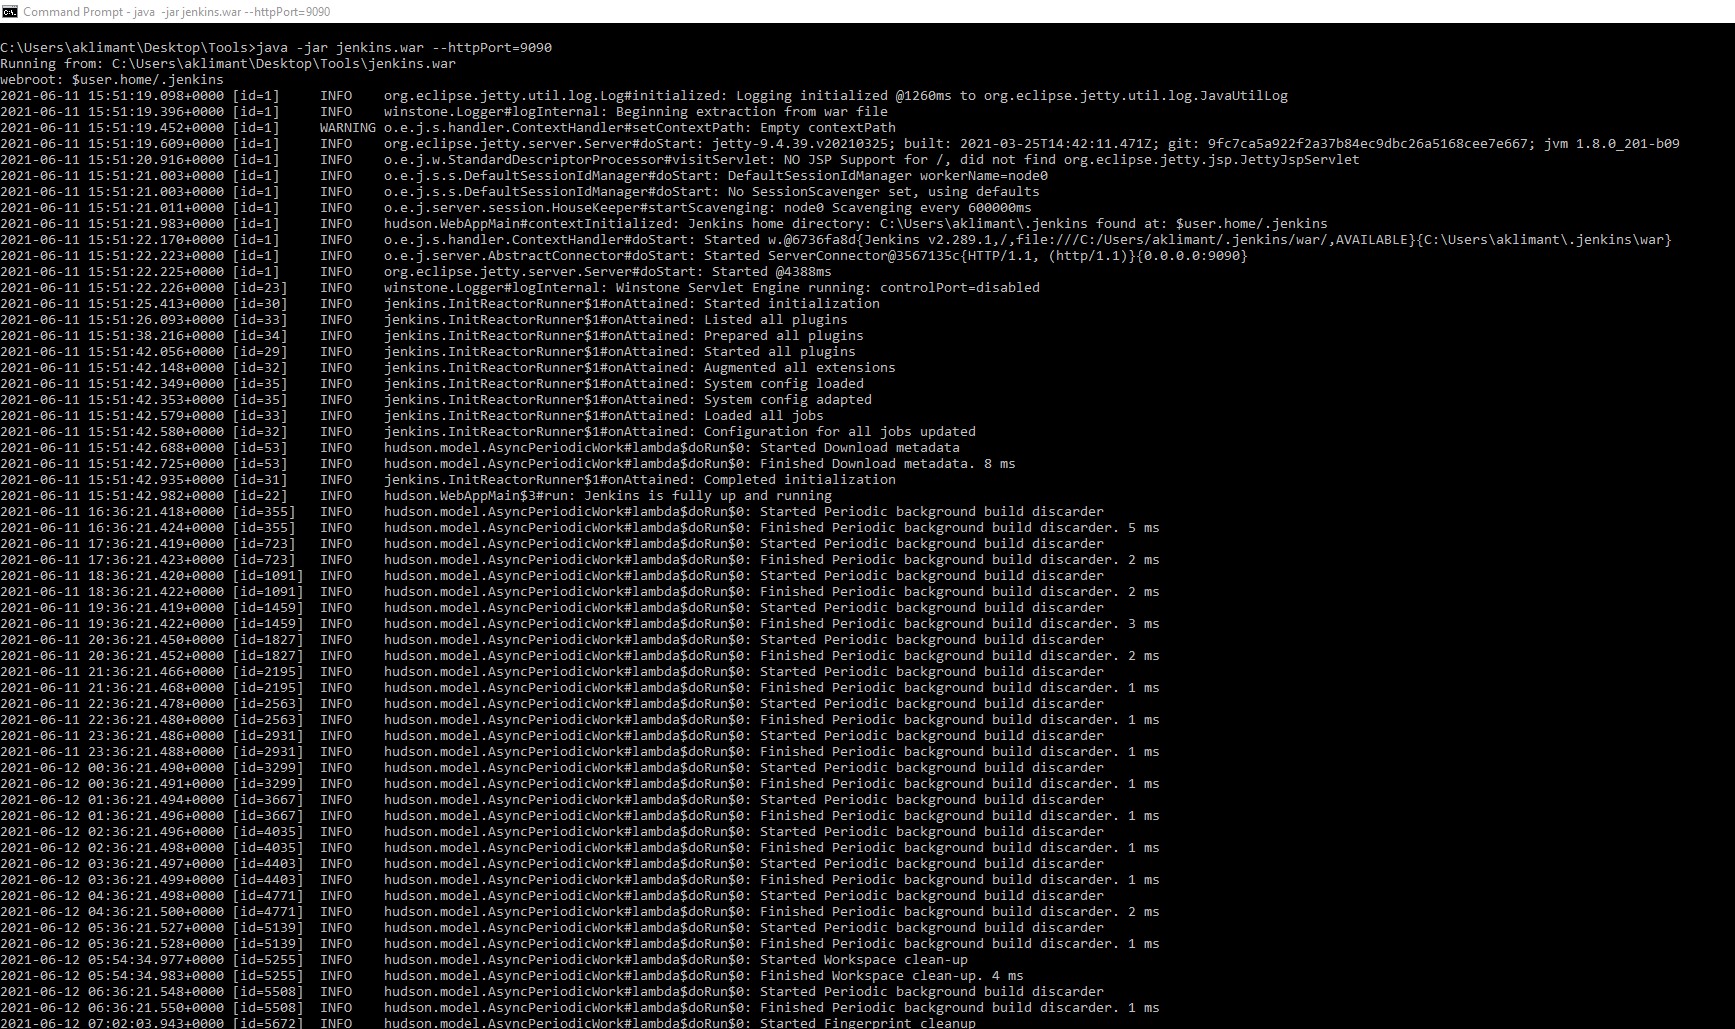 Command Prompt - java  -jar jenkins.war --httpPort=9090
C:\Users\aklimant\Desktop\Tools>java -jar jenkins.war --httpPort=9090
Running from: C:\Users\aklimant\Desktop\Tools\jenkins.war
webroot: $user.home/.jenkins
2021-06-11 15:51:19.098+0000 [id=1]     INFO    org.eclipse.jetty.util.log.Log#initialized: Logging initialized @1260ms to org.eclipse.jetty.util.log.JavaUtilLog
2021-06-11 15:51:19.396+0000 [id=1]     INFO    winstone.Logger#logInternal: Beginning extraction from war file
2021-06-11 15:51:19.452+0000 [id=1]     WARNING o.e.j.s.handler.ContextHandler#setContextPath: Empty contextPath
2021-06-11 15:51:19.609+0000 [id=1]     INFO    org.eclipse.jetty.server.Server#doStart: jetty-9.4.39.v20210325; built: 2021-03-25T14:42:11.471Z; git: 9fc7ca5a922f2a37b84ec9dbc26a5168cee7e667; jvm 1.8.0_201-b09
2021-06-11 15:51:20.916+0000 [id=1]     INFO    o.e.j.w.StandardDescriptorProcessor#visitServlet: NO JSP Support for /, did not find org.eclipse.jetty.jsp.JettyJspServlet
2021-06-11 15:51:21.003+0000 [id=1]     INFO    o.e.j.s.s.DefaultSessionIdManager#doStart: DefaultSessionIdManager workerName=node0
2021-06-11 15:51:21.003+0000 [id=1]     INFO    o.e.j.s.s.DefaultSessionIdManager#doStart: No SessionScavenger set, using defaults
2021-06-11 15:51:21.011+0000 [id=1]     INFO    o.e.j.server.session.HouseKeeper#startScavenging: node0 Scavenging every 600000ms
2021-06-11 15:51:21.983+0000 [id=1]     INFO    hudson.WebAppMain#contextInitialized: Jenkins home directory: C:\Users\aklimant\.jenkins found at: $user.home/.jenkins
2021-06-11 15:51:22.170+0000 [id=1]     INFO    o.e.j.s.handler.ContextHandler#doStart: Started w.@6736fa8d{Jenkins v2.289.1,/,file:///C:/Users/aklimant/.jenkins/war/,AVAILABLE}{C:\Users\aklimant\.jenkins\war}
2021-06-11 15:51:22.223+0000 [id=1]     INFO    o.e.j.server.AbstractConnector#doStart: Started ServerConnector@3567135c{HTTP/1.1, (http/1.1)}{0.0.0.0:9090}
2021-06-11 15:51:22.225+0000 [id=1]     INFO    org.eclipse.jetty.server.Server#doStart: Started @4388ms
2021-06-11 15:51:22.226+0000 [id=23]    INFO    winstone.Logger#logInternal: Winstone Servlet Engine running: controlPort=disabled
2021-06-11 15:51:25.413+0000 [id=30]    INFO    jenkins.InitReactorRunner$1#onAttained: Started initialization
2021-06-11 15:51:26.093+0000 [id=33]    INFO    jenkins.InitReactorRunner$1#onAttained: Listed all plugins
2021-06-11 15:51:38.216+0000 [id=34]    INFO    jenkins.InitReactorRunner$1#onAttained: Prepared all plugins
2021-06-11 15:51:42.056+0000 [id=29]    INFO    jenkins.InitReactorRunner$1#onAttained: Started all plugins
2021-06-11 15:51:42.148+0000 [id=32]    INFO    jenkins.InitReactorRunner$1#onAttained: Augmented all extensions
2021-06-11 15:51:42.349+0000 [id=35]    INFO    jenkins.InitReactorRunner$1#onAttained: System config loaded
2021-06-11 15:51:42.353+0000 [id=35]    INFO    jenkins.InitReactorRunner$1#onAttained: System config adapted
2021-06-11 15:51:42.579+0000 [id=33]    INFO    jenkins.InitReactorRunner$1#onAttained: Loaded all jobs
2021-06-11 15:51:42.580+0000 [id=32]    INFO    jenkins.InitReactorRunner$1#onAttained: Configuration for all jobs updated
2021-06-11 15:51:42.688+0000 [id=53]    INFO    hudson.model.AsyncPeriodicWork#lambda$doRun$0: Started Download metadata
2021-06-11 15:51:42.725+0000 [id=53]    INFO    hudson.model.AsyncPeriodicWork#lambda$doRun$0: Finished Download metadata. 8 ms
2021-06-11 15:51:42.935+0000 [id=31]    INFO    jenkins.InitReactorRunner$1#onAttained: Completed initialization
2021-06-11 15:51:42.982+0000 [id=22]    INFO    hudson.WebAppMain$3#run: Jenkins is fully up and running
2021-06-11 16:36:21.418+0000 [id=355]   INFO    hudson.model.AsyncPeriodicWork#lambda$doRun$0: Started Periodic background build discarder
2021-06-11 16:36:21.424+0000 [id=355]   INFO    hudson.model.AsyncPeriodicWork#lambda$doRun$0: Finished Periodic background build discarder. 5 ms
2021-06-11 17:36:21.419+0000 [id=723]   INFO    hudson.model.AsyncPeriodicWork#lambda$doRun$0: Started Periodic background build discarder
2021-06-11 17:36:21.423+0000 [id=723]   INFO    hudson.model.AsyncPeriodicWork#lambda$doRun$0: Finished Periodic background build discarder. 2 ms
2021-06-11 18:36:21.420+0000 [id=1091]  INFO    hudson.model.AsyncPeriodicWork#lambda$doRun$0: Started Periodic background build discarder
2021-06-11 18:36:21.422+0000 [id=1091]  INFO    hudson.model.AsyncPeriodicWork#lambda$doRun$0: Finished Periodic background build discarder. 2 ms
2021-06-11 19:36:21.419+0000 [id=1459]  INFO    hudson.model.AsyncPeriodicWork#lambda$doRun$0: Started Periodic background build discarder
2021-06-11 19:36:21.422+0000 [id=1459]  INFO    hudson.model.AsyncPeriodicWork#lambda$doRun$0: Finished Periodic background build discarder. 3 ms
2021-06-11 20:36:21.450+0000 [id=1827]  INFO    hudson.model.AsyncPeriodicWork#lambda$doRun$0: Started Periodic background build discarder
2021-06-11 20:36:21.452+0000 [id=1827]  INFO    hudson.model.AsyncPeriodicWork#lambda$doRun$0: Finished Periodic background build discarder. 2 ms
2021-06-11 21:36:21.466+0000 [id=2195]  INFO    hudson.model.AsyncPeriodicWork#lambda$doRun$0: Started Periodic background build discarder
2021-06-11 21:36:21.468+0000 [id=2195]  INFO    hudson.model.AsyncPeriodicWork#lambda$doRun$0: Finished Periodic background build discarder. 1 ms
2021-06-11 22:36:21.478+0000 [id=2563]  INFO    hudson.model.AsyncPeriodicWork#lambda$doRun$0: Started Periodic background build discarder
2021-06-11 22:36:21.480+0000 [id=2563]  INFO    hudson.model.AsyncPeriodicWork#lambda$doRun$0: Finished Periodic background build discarder. 1 ms
2021-06-11 23:36:21.486+0000 [id=2931]  INFO    hudson.model.AsyncPeriodicWork#lambda$doRun$0: Started Periodic background build discarder
2021-06-11 23:36:21.488+0000 [id=2931]  INFO    hudson.model.AsyncPeriodicWork#lambda$doRun$0: Finished Periodic background build discarder. 1 ms
2021-06-12 00:36:21.490+0000 [id=3299]  INFO    hudson.model.AsyncPeriodicWork#lambda$doRun$0: Started Periodic background build discarder
2021-06-12 00:36:21.491+0000 [id=3299]  INFO    hudson.model.AsyncPeriodicWork#lambda$doRun$0: Finished Periodic background build discarder. 1 ms
2021-06-12 01:36:21.494+0000 [id=3667]  INFO    hudson.model.AsyncPeriodicWork#lambda$doRun$0: Started Periodic background build discarder
2021-06-12 01:36:21.496+0000 [id=3667]  INFO    hudson.model.AsyncPeriodicWork#lambda$doRun$0: Finished Periodic background build discarder. 1 ms
2021-06-12 02:36:21.496+0000 [id=4035]  INFO    hudson.model.AsyncPeriodicWork#lambda$doRun$0: Started Periodic background build discarder
2021-06-12 02:36:21.498+0000 [id=4035]  INFO    hudson.model.AsyncPeriodicWork#lambda$doRun$0: Finished Periodic background build discarder. 1 ms
2021-06-12 03:36:21.497+0000 [id=4403]  INFO    hudson.model.AsyncPeriodicWork#lambda$doRun$0: Started Periodic background build discarder
2021-06-12 03:36:21.499+0000 [id=4403]  INFO    hudson.model.AsyncPeriodicWork#lambda$doRun$0: Finished Periodic background build discarder. 1 ms
2021-06-12 04:36:21.498+0000 [id=4771]  INFO    hudson.model.AsyncPeriodicWork#lambda$doRun$0: Started Periodic background build discarder
2021-06-12 04:36:21.500+0000 [id=4771]  INFO    hudson.model.AsyncPeriodicWork#lambda$doRun$0: Finished Periodic background build discarder. 2 ms
2021-06-12 05:36:21.527+0000 [id=5139]  INFO    hudson.model.AsyncPeriodicWork#lambda$doRun$0: Started Periodic background build discarder
2021-06-12 05:36:21.528+0000 [id=5139]  INFO    hudson.model.AsyncPeriodicWork#lambda$doRun$0: Finished Periodic background build discarder. 1 ms
2021-06-12 05:54:34.977+0000 [id=5255]  INFO    hudson.model.AsyncPeriodicWork#lambda$doRun$0: Started Workspace clean-up
2021-06-12 05:54:34.983+0000 [id=5255]  INFO    hudson.model.AsyncPeriodicWork#lambda$doRun$0: Finished Workspace clean-up. 4 ms
2021-06-12 06:36:21.548+0000 [id=5508]  INFO    hudson.model.AsyncPeriodicWork#lambda$doRun$0: Started Periodic background build discarder
2021-06-12 06:36:21.550+0000 [id=5508]  INFO    hudson.model.AsyncPeriodicWork#lambda$doRun$0: Finished Periodic background build discarder. 1 ms
2021-06-12 07:02:03.943+0000 [id=5672]  INFO    hudson.model.AsyncPeriodicWork#lambda$doRun$0: Started Fingerprint cleanup